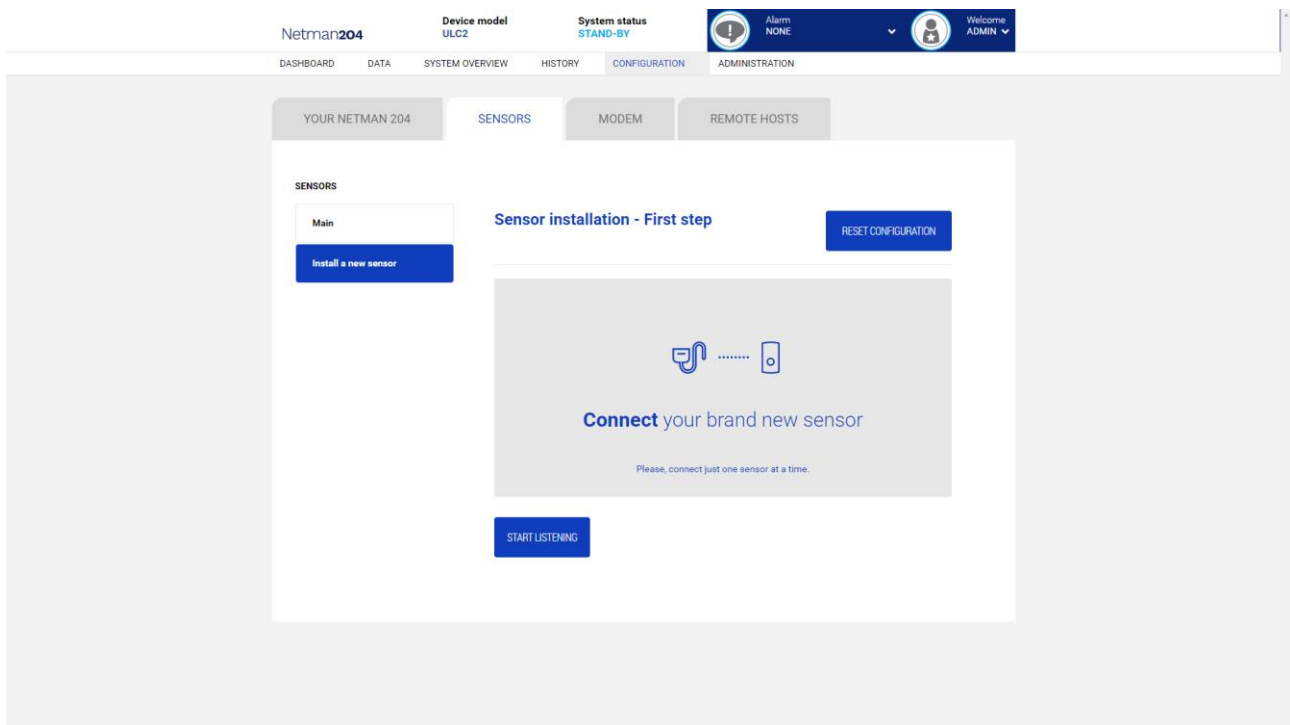 Netman204
Device model
ULC2
System status
STAND-BY
Alarm
NONE
Welcome
ADMIN
DASHBOARD DATA SYSTEM OVERVIEW HISTORY CONFIGURATION ADMINISTRATION
YOUR NETMAN 204 SENSORS MODEM REMOTE HOSTS
SENSORS
Main
Install a new sensor
Sensor installation - First step
RESET CONFIGURATION
Connect your brand new sensor
Please, connect just one sensor at a time.
START LISTENING